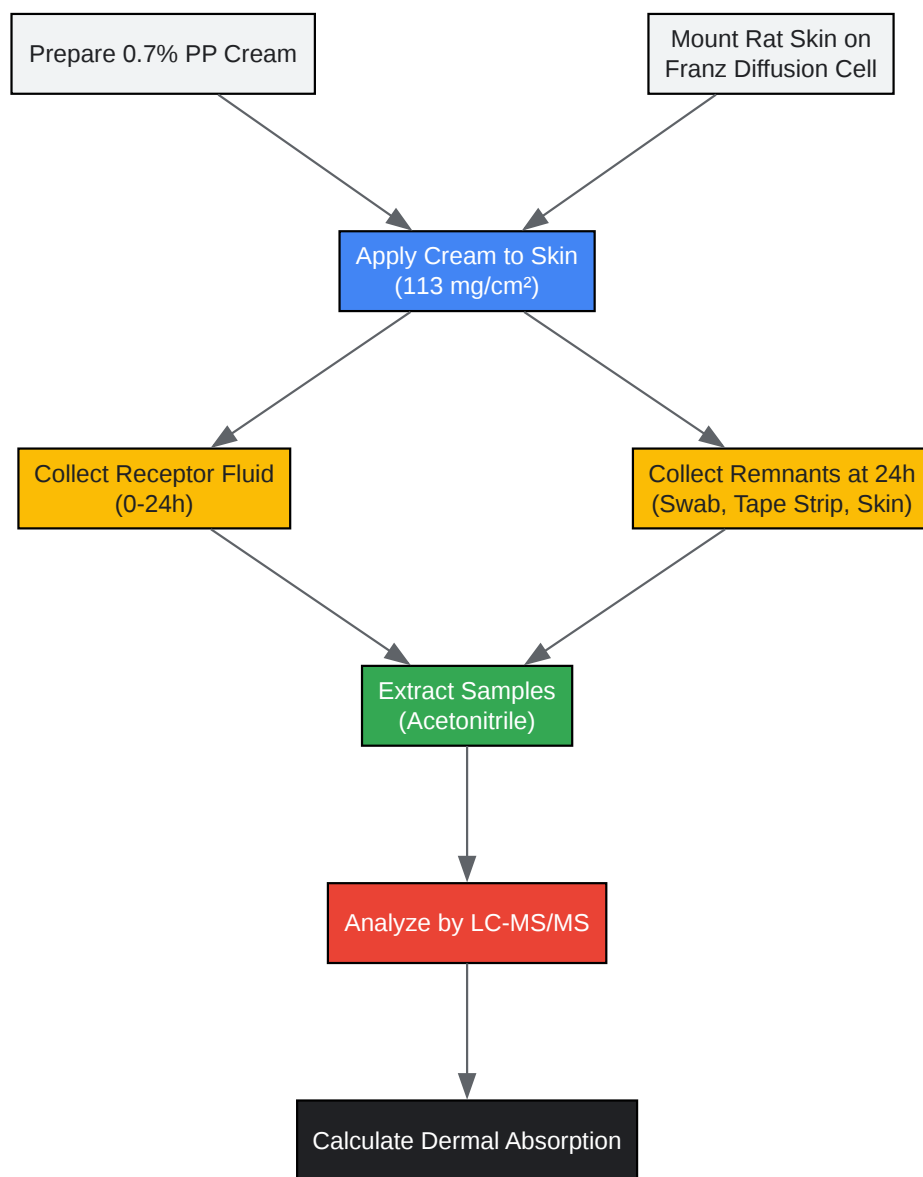 Prepare 0.7% PP Cream
Mount Rat Skin on
Franz Diffusion Cell
Apply Cream to Skin
(113 mg/cm²)
Collect Receptor Fluid
(0-24h)
Collect Remnants at 24h
(Swab, Tape Strip, Skin)
Extract Samples
(Acetonitrile)
Analyze by LC-MS/MS
Calculate Dermal Absorption